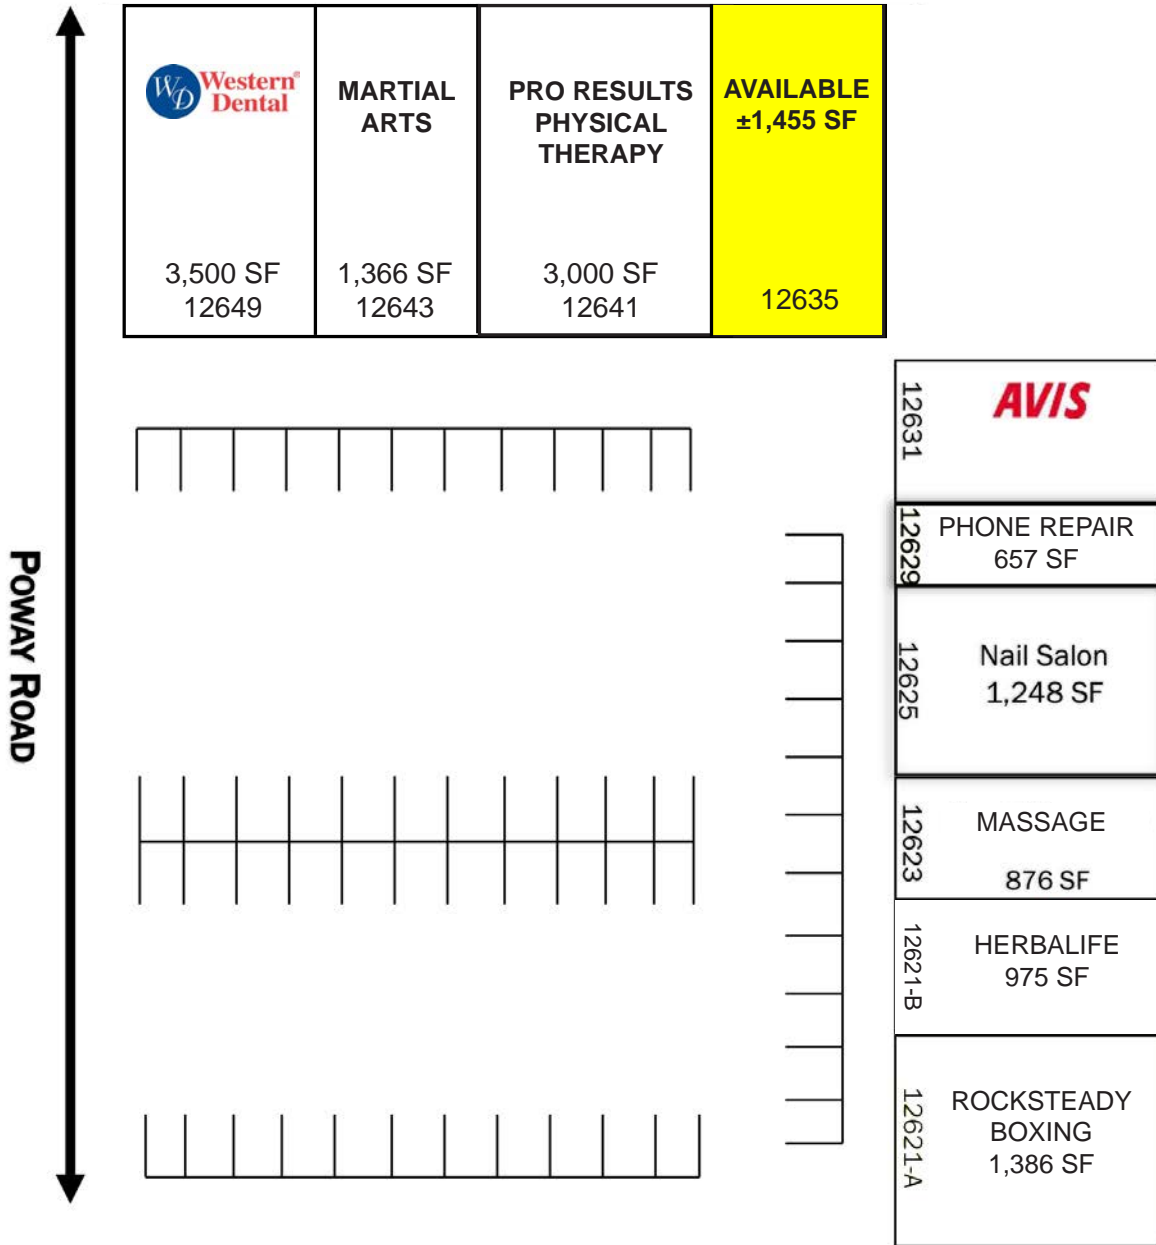 WD Western®
Dental
3,500 SF
12649
MARTIAL
ARTS
1,366 SF
12643
PRO RESULTS
PHYSICAL
THERAPY
3,000 SF
12641
AVAILABLE
±1,455 SF
12635
POWAY ROAD
12631
AVIS
12629
PHONE REPAIR
657 SF
12625
Nail Salon
1,248 SF
12623
MASSAGE
876 SF
12621-B
HERBALIFE
975 SF
12621-A
ROCKSTEADY
BOXING
1,386 SF